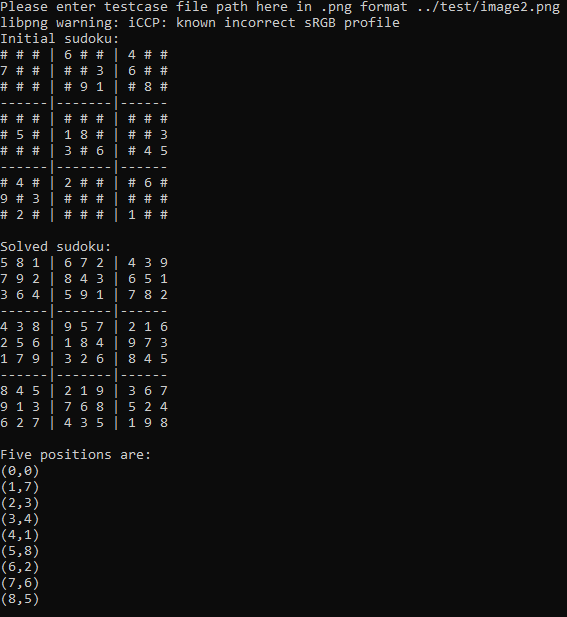 Please enter testcase file path here in .png format ../test/image2.png
libpng warning: iCCP: known incorrect sRGB profile
Initial sudoku:
# # # | 6 # # | 4 # #
7 # # | # # 3 | 6 # #
# # # | # 9 1 | # 8 #
------|-------|------
# # # | # # # | # # #
# 5 # | 1 8 # | # # 3
# # # | 3 # 6 | # 4 5
------|-------|------
# 4 # | 2 # # | # 6 #
9 # 3 | # # # | # # #
# 2 # | # # # | 1 # #
Solved sudoku:
5 8 1 | 6 7 2 | 4 3 9
7 9 2 | 8 4 3 | 6 5 1
3 6 4 | 5 9 1 | 7 8 2
------|-------|------
4 3 8 | 9 5 7 | 2 1 6
2 5 6 | 1 8 4 | 9 7 3
1 7 9 | 3 2 6 | 8 4 5
------|-------|------
8 4 5 | 2 1 9 | 3 6 7
9 1 3 | 7 6 8 | 5 2 4
6 2 7 | 4 3 5 | 1 9 8
Five positions are:
(0,0)
(1,7)
(2,3)
(3,4)
(4,1)
(5,8)
(6,2)
(7,6)
(8,5)